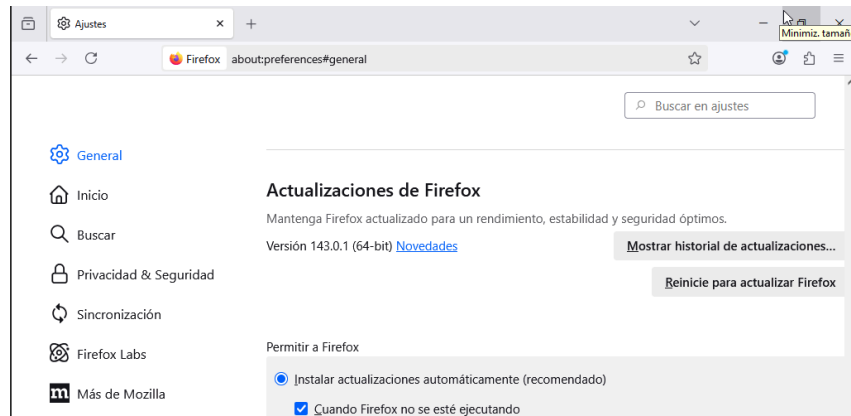 Ajustes
Minimiz. tamañ
Firefox about:preferences#general
Buscar en ajustes
General
Inicio
Buscar
Privacidad & Seguridad
Sincronización
Firefox Labs
m Más de Mozilla
Actualizaciones de Firefox
Mantenga Firefox actualizado para un rendimiento, estabilidad y seguridad óptimos.
Versión 143.0.1 (64-bit) Novedades
Mostrar historial de actualizaciones...
Reinicie para actualizar Firefox
Permitir a Firefox
Instalar actualizaciones automáticamente (recomendado)
Cuando Firefox no se esté ejecutando